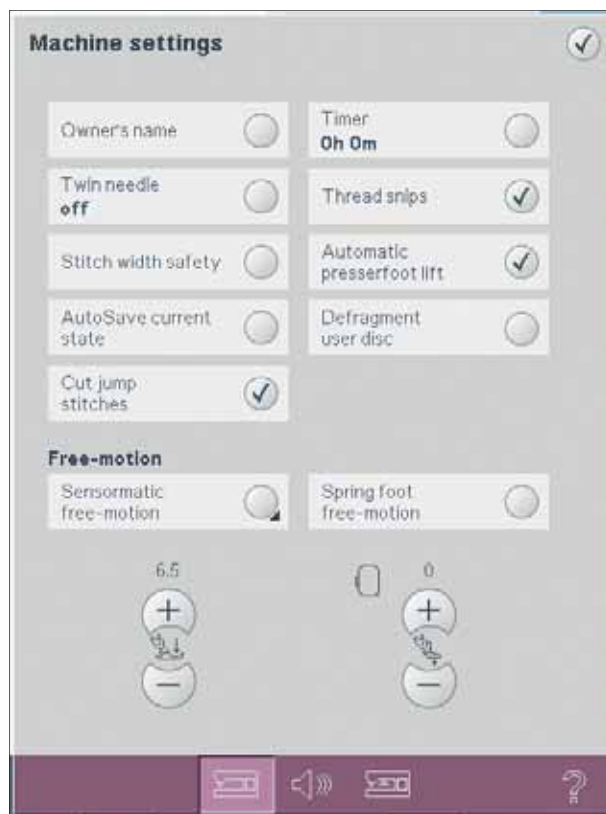 Machine settings
Owner's name
Timer
0h 0m
Twin needle
off
Thread snips
Stitch width safety
Automatic
presserfoot lift
AutoSave current
state
Defragment
user disc
Cut jump
stitches
Free-motion
Sensormatic
free-motion
Spring foot
free-motion
6.5
0
+
+
−
−
?